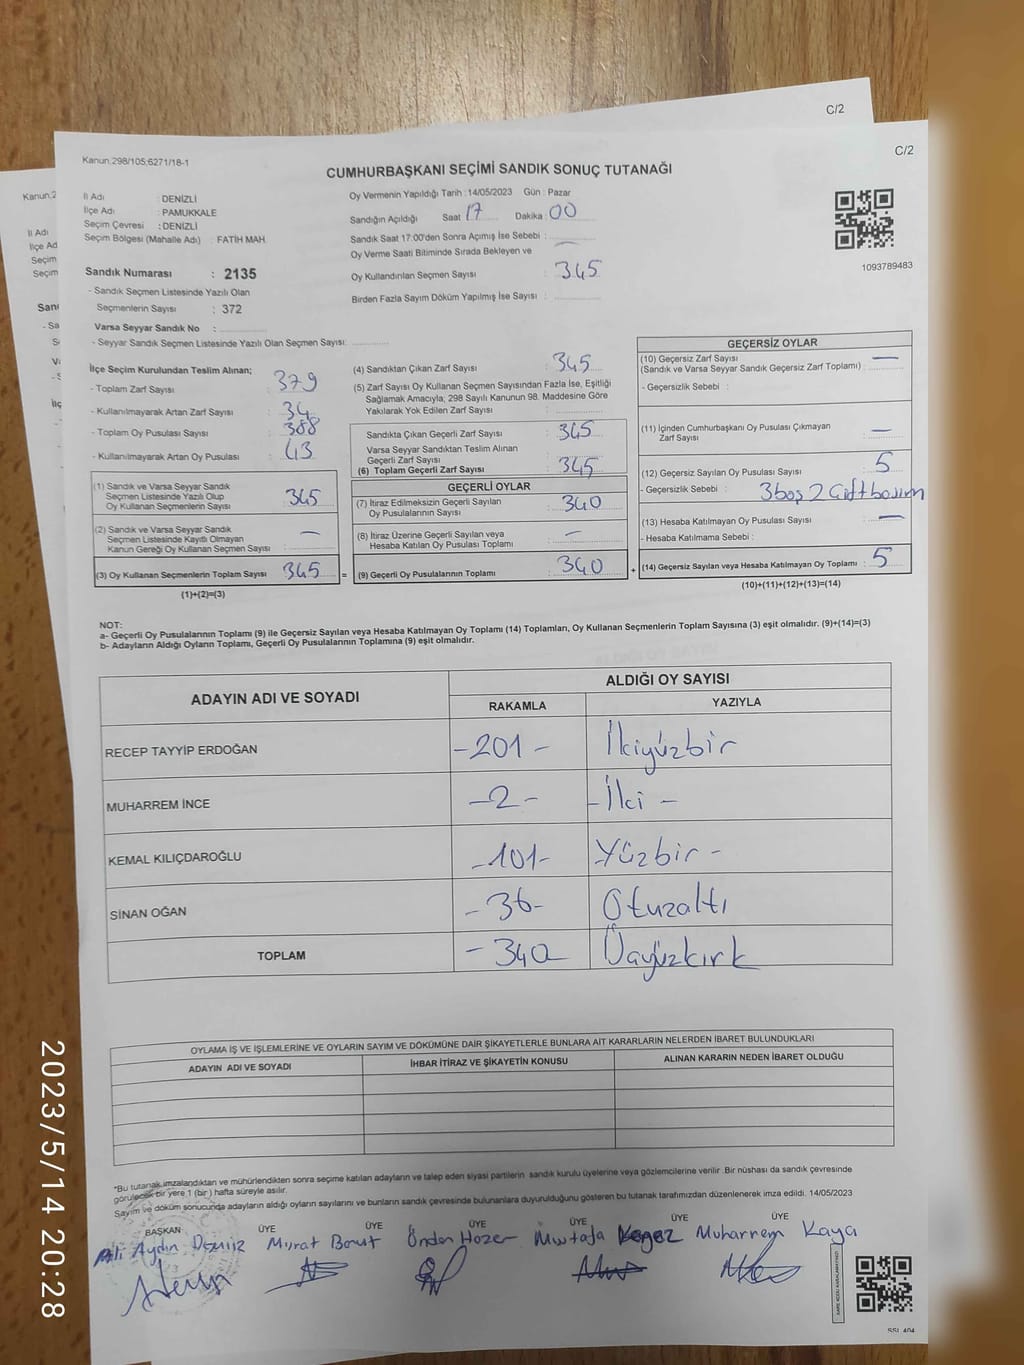 C/2
C/2
Kanun.298/105;6271/18-1
CUMHURBAŞKANI SEÇİMİ SANDIK SONUÇ TUTANAĞI
İl Adı : DENİZLİ
İlçe Adı : PAMUKKALE
Seçim Çevresi : DENİZLİ
Seçim Bölgesi (Mahalle Adı) : FATİH MAH.
Sandık Numarası : 2135
- Sandık Seçmen Listesinde Yazılı Olan
Seçmenlerin Sayısı : 372
Varsa Seyyar Sandık No :
- Seyyar Sandık Seçmen Listesinde Yazılı Olan Seçmen Sayısı:
Oy Vermenin Yapıldığı Tarih : 14/05/2023 Gün : Pazar
Sandığın Açıldığı Saat 17 Dakika : 00
Sandık Saat 17:00'den Sonra Açımış İse Sebebi :
Oy Verme Saati Bitiminde Sırada Bekleyen ve
Oy Kullandırılan Seçmen Sayısı : 345
Birden Fazla Sayım Döküm Yapılmış İse Sayısı :
1093789483
İlçe Seçim Kurulundan Teslim Alınan;
- Toplam Zarf Sayısı : 379
- Kullanılmayarak Artan Zarf Sayısı : 34
- Toplam Oy Pusulası Sayısı : 388
- Kullanılmayarak Artan Oy Pusulası : 43
(1) Sandık ve Varsa Seyyar Sandık
Seçmen Listesinde Yazılı Olup
Oy Kullanan Seçmenlerin Sayısı : 345
(2) Sandık ve Varsa Seyyar Sandık
Seçmen Listesinde Kayıtlı Olmayan
Kanun Gereği Oy Kullanan Seçmen Sayısı : —
(3) Oy Kullanan Seçmenlerin Toplam Sayısı : 345 =
(1)+(2)=(3)
(4) Sandıktan Çıkan Zarf Sayısı : 345
(5) Zarf Sayısı Oy Kullanan Seçmen Sayısından Fazla İse, Eşitliği
Sağlamak Amacıyla; 298 Sayılı Kanunun 98. Maddesine Göre
Yakılarak Yok Edilen Zarf Sayısı :
Sandıkta Çıkan Geçerli Zarf Sayısı : 345
Varsa Seyyar Sandıktan Teslim Alınan
Geçerli Zarf Sayısı
(6) Toplam Geçerli Zarf Sayısı : 345
GEÇERLİ OYLAR
(7) İtiraz Edilmeksizin Geçerli Sayılan
Oy Pusulalarının Sayısı : 340
(8) İtiraz Üzerine Geçerli Sayılan veya
Hesaba Katılan Oy Pusulası Toplamı : —
(9) Geçerli Oy Pusulalarının Toplamı : 340 +
GEÇERSİZ OYLAR
(10) Geçersiz Zarf Sayısı
(Sandık ve Varsa Seyyar Sandık Geçersiz Zarf Toplamı) : —
- Geçersizlik Sebebi :
(11) İçinden Cumhurbaşkanı Oy Pusulası Çıkmayan
Zarf Sayısı : —
(12) Geçersiz Sayılan Oy Pusulası Sayısı : 5
- Geçersizlik Sebebi : 3 boş 2 Çift basım
(13) Hesaba Katılmayan Oy Pusulası Sayısı : —
- Hesaba Katılmama Sebebi :
(14) Geçersiz Sayılan veya Hesaba Katılmayan Oy Toplamı : 5
(10)+(11)+(12)+(13)=(14)
NOT:
a- Geçerli Oy Pusulalarının Toplamı (9) ile Geçersiz Sayılan veya Hesaba Katılmayan Oy Toplamı (14) Toplamları, Oy Kullanan Seçmenlerin Toplam Sayısına (3) eşit olmalıdır. (9)+(14)=(3)
b- Adayların Aldığı Oyların Toplamı, Geçerli Oy Pusulalarının Toplamına (9) eşit olmalıdır.
ADAYIN ADI VE SOYADI
ALDIĞI OY SAYISI
RAKAMLA YAZIYLA
RECEP TAYYİP ERDOĞAN -201- İkiyüzbir
MUHARREM İNCE -2- -İki-
KEMAL KILIÇDAROĞLU -101- Yüzbir-
SİNAN OĞAN -36- Otuzaltı
TOPLAM -340 Üçyüzkırk
OYLAMA İŞ VE İŞLEMLERİNE VE OYLARIN SAYIM VE DÖKÜMÜNE DAİR ŞİKAYETLERLE BUNLARA AİT KARARLARIN NELERDEN İBARET BULUNDUKLARI
ADAYIN ADI VE SOYADI İHBAR İTİRAZ VE ŞİKAYETİN KONUSU ALINAN KARARIN NEDEN İBARET OLDUĞU
*Bu tutanak imzalandıktan ve mühürlendikten sonra seçime katılan adayların ve talep eden siyasi partilerin sandık kurulu üyelerine veya gözlemcilerine verilir. Bir nüshası da sandık çevresinde
görülecek bir yere 1 (bir) hafta süreyle asılır.
Sayım ve döküm sonucunda adayların aldığı oyların sayılarını ve bunların sandık çevresinde bulunanlara duyurulduğunu gösteren bu tutanak tarafımızdan düzenlenerek imza edildi. 14/05/2023
BAŞKAN ÜYE ÜYE ÜYE ÜYE ÜYE ÜYE
Ali Aydın Deniz Murat Borut Önder Hozer Mustafa Muharrem Kaya
2023/5/14 20:28